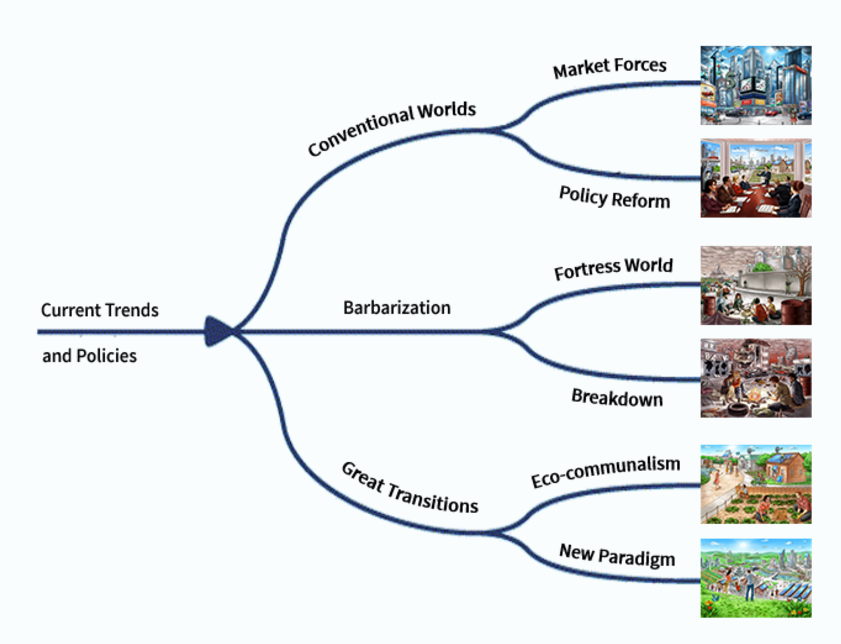 Market Forces
Conventional Worlds
Policy Reform
Fortress World
Current Trends
and Policies
Barbarization
Breakdown
Eco-communalism
Great Transitions
New Paradigm